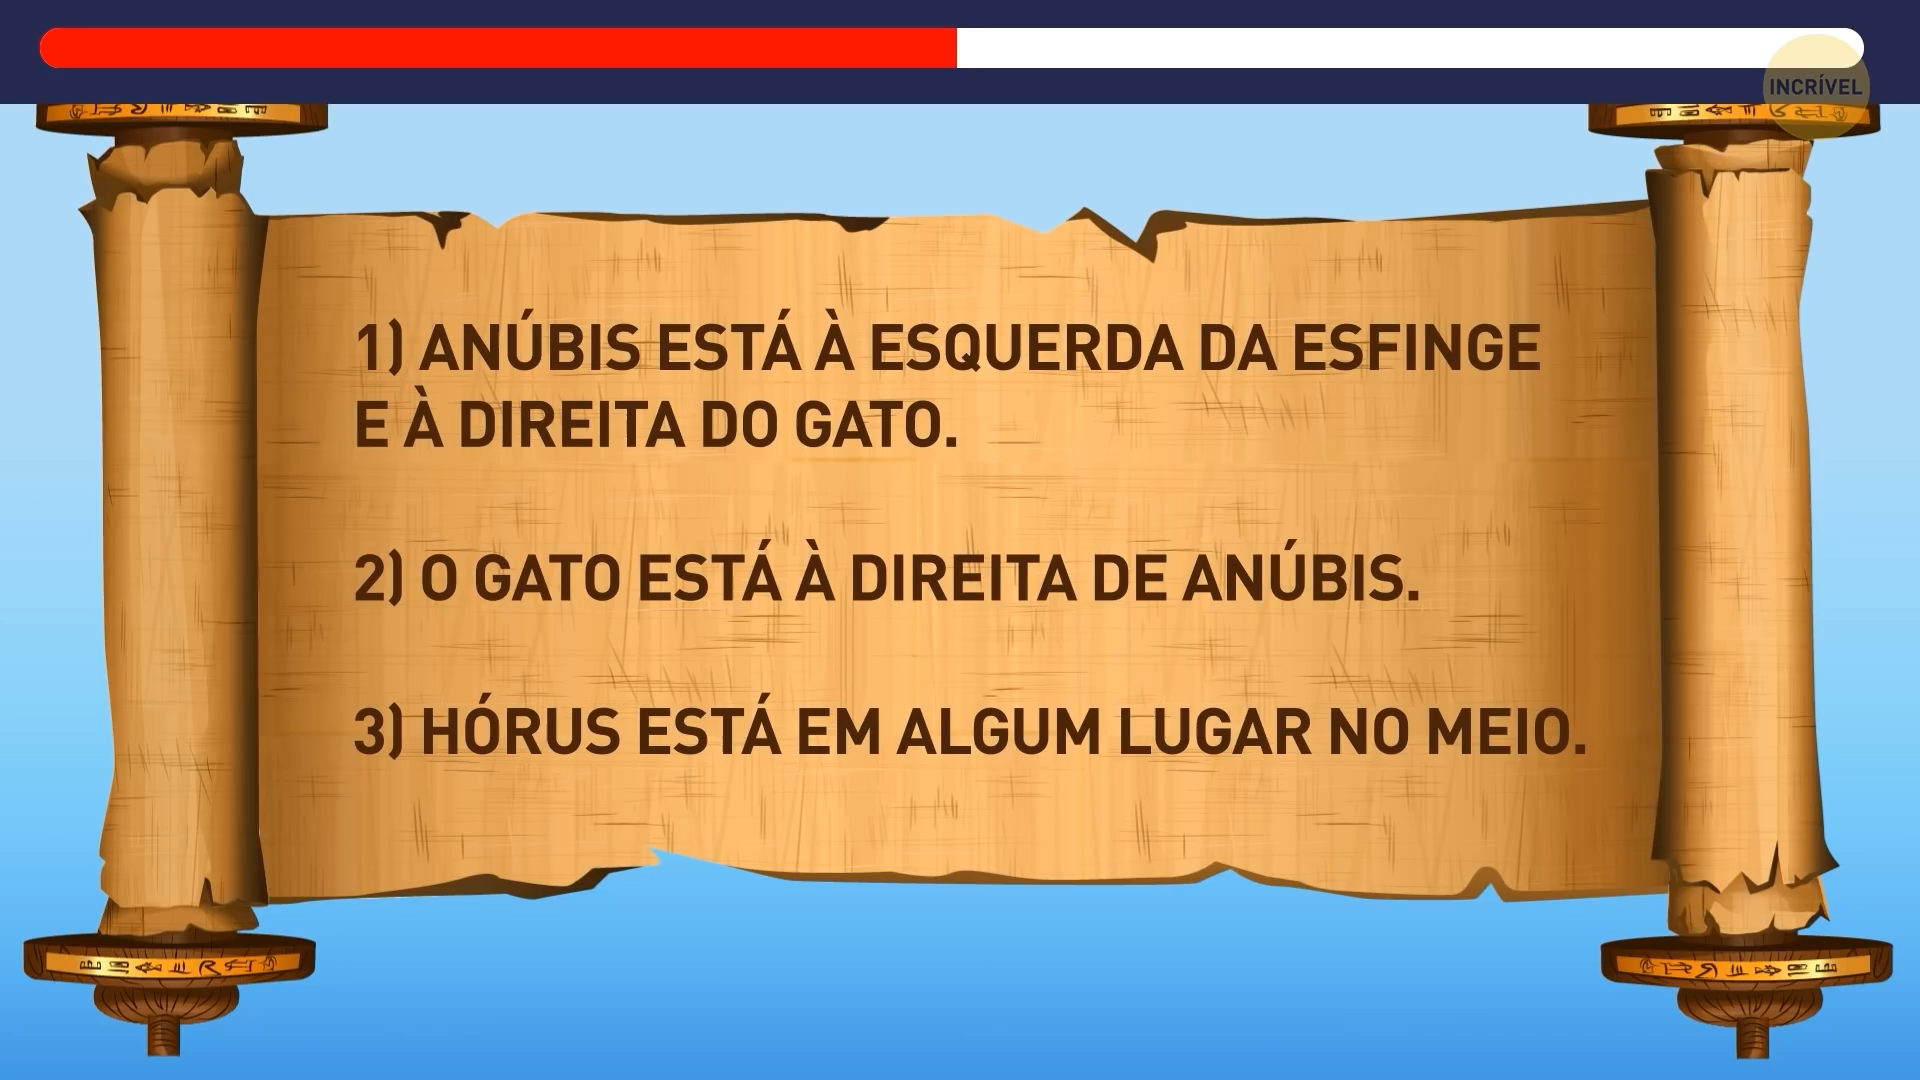 INCRÍVEL
1) ANÚBIS ESTÁ À ESQUERDA DA ESFINGE
E À DIREITA DO GATO.
2) O GATO ESTÁ À DIREITA DE ANÚBIS.
3) HÓRUS ESTÁ EM ALGUM LUGAR NO MEIO.